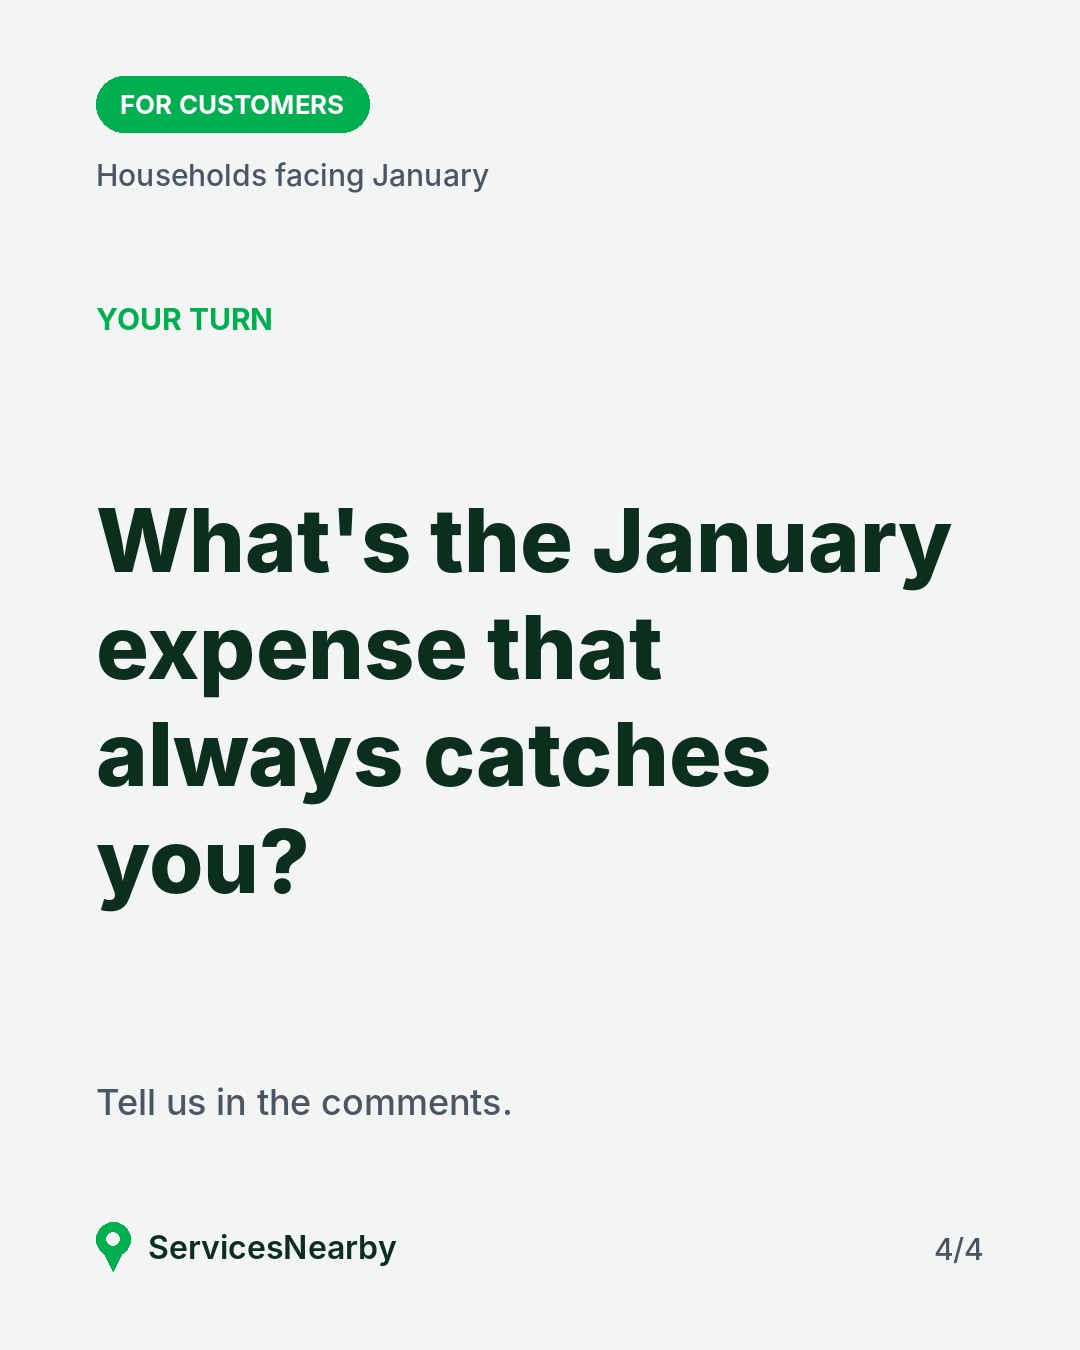 FOR CUSTOMERS
Households facing January
YOUR TURN
What's the January
expense that
always catches
you?
Tell us in the comments.
ServicesNearby
4/4